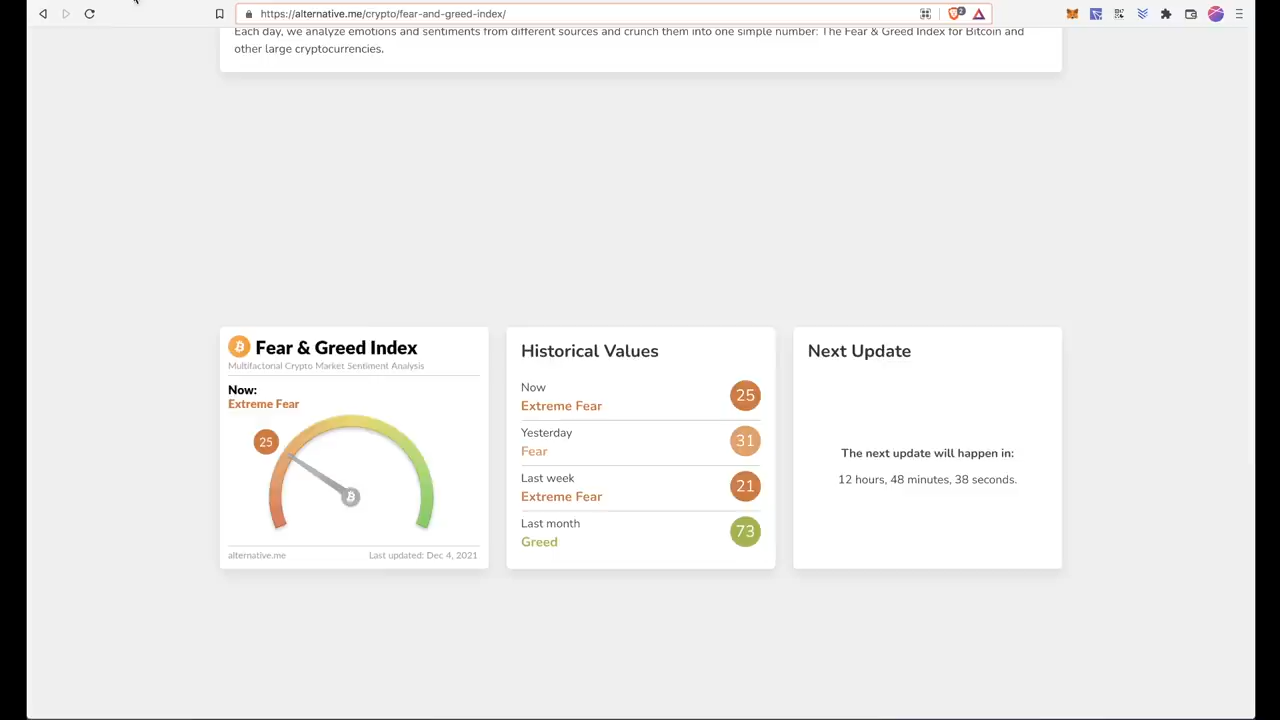 https://alternative.me/crypto/fear-and-greed-index/
2
Each day, we analyze emotions and sentiments from different sources and crunch them into one simple number: The Fear & Greed Index for Bitcoin and
other large cryptocurrencies.
Fear & Greed Index
Multifactorial Crypto Market Sentiment Analysis
Now:
Extreme Fear
25
alternative.me
Last updated: Dec 4, 2021
Historical Values
Now
Extreme Fear
25
Yesterday
Fear
31
Last week
Extreme Fear
21
Last month
Greed
73
Next Update
The next update will happen in:
12 hours, 48 minutes, 38 seconds.